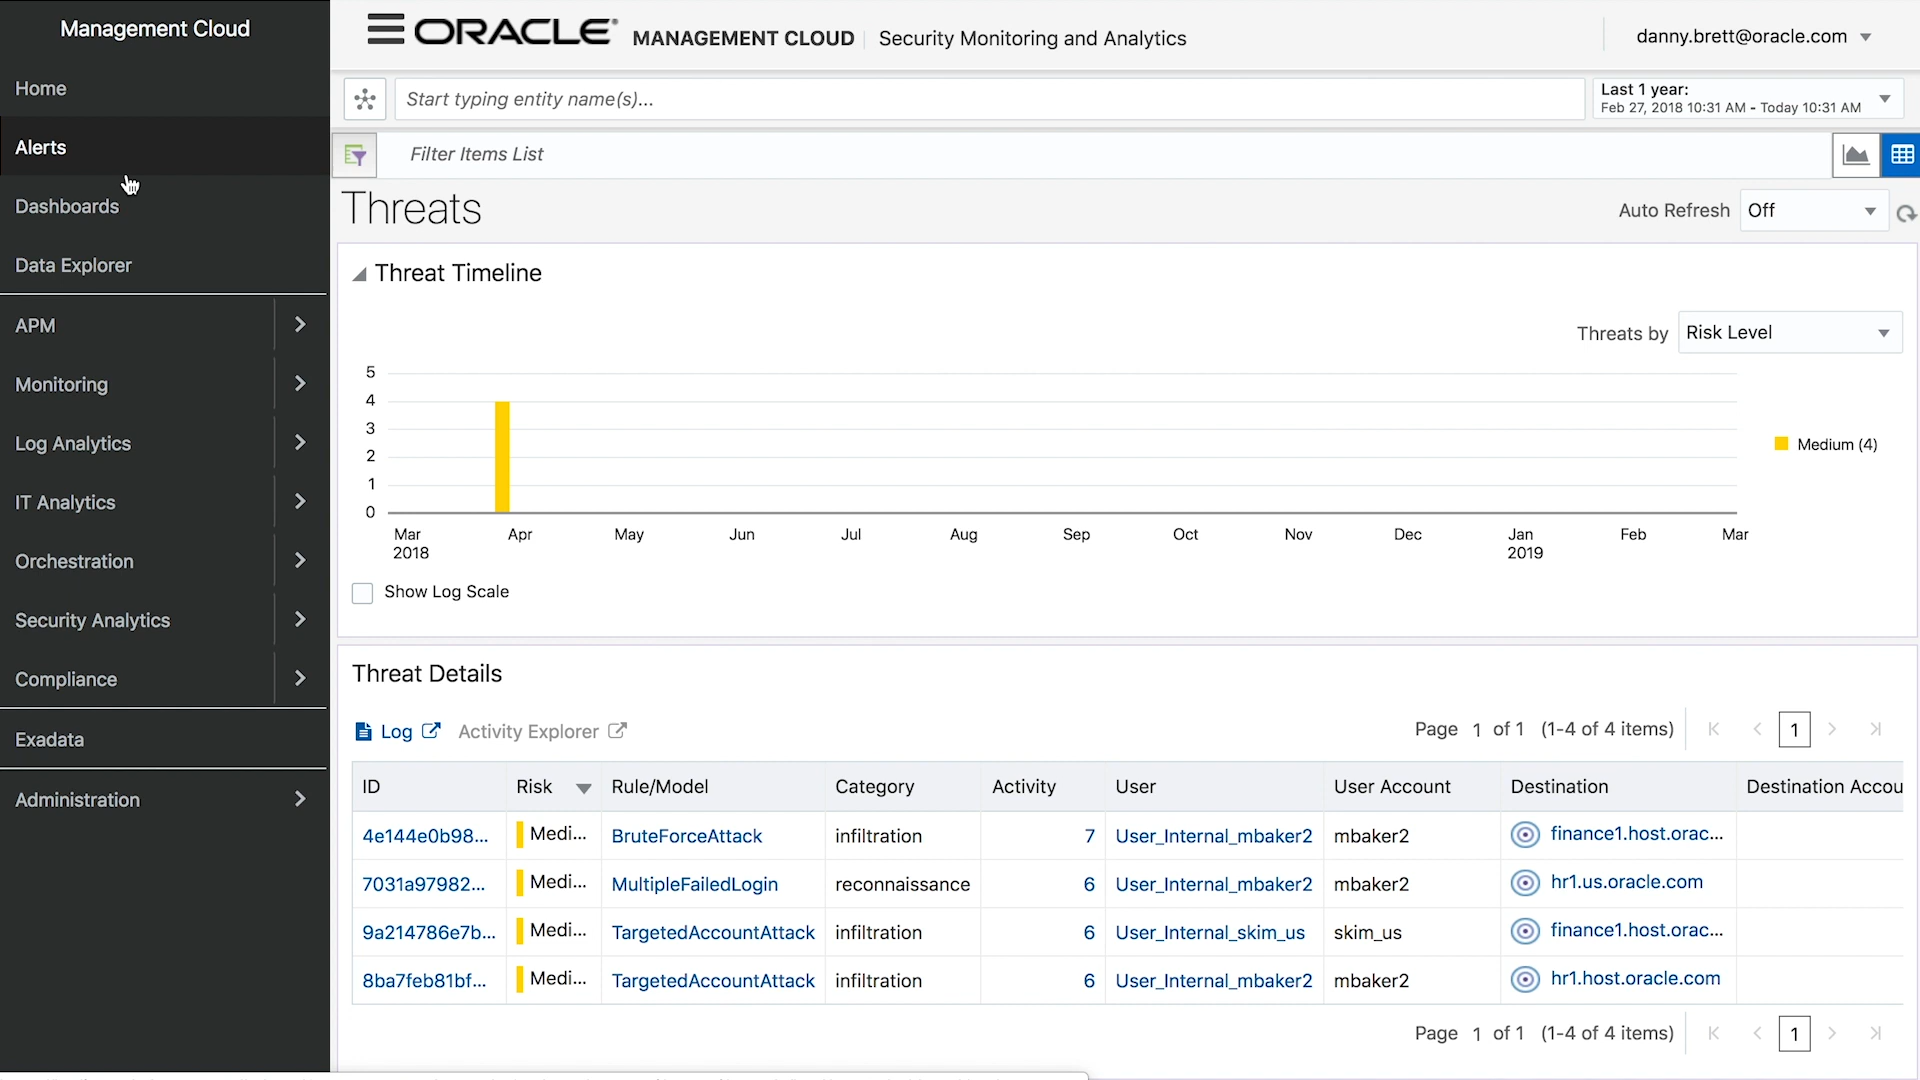 Management Cloud
Home
Alerts
Dashboards
Data Explorer
APM
Monitoring
Log Analytics
IT Analytics
Orchestration
Security Analytics
Compliance
Exadata
Administration
ORACLE® MANAGEMENT CLOUD Security Monitoring and Analytics
danny.brett@oracle.com
Start typing entity name(s)...
Last 1 year:
Feb 27, 2018 10:31 AM - Today 10:31 AM
Filter Items List
Threats
Auto Refresh Off
Threat Timeline
Threats by Risk Level
5
4
3
2
1
0
Mar Apr May Jun Jul Aug Sep Oct Nov Dec Jan Feb Mar
2018 2019
Medium (4)
Show Log Scale
Threat Details
Log Activity Explorer
Page 1 of 1 (1-4 of 4 items) 1
ID Risk Rule/Model Category Activity User User Account Destination Destination Accou
4e144e0b98... Medi... BruteForceAttack infiltration 7 User_Internal_mbaker2 mbaker2 finance1.host.orac...
7031a97982... Medi... MultipleFailedLogin reconnaissance 6 User_Internal_mbaker2 mbaker2 hr1.us.oracle.com
9a214786e7b... Medi... TargetedAccountAttack infiltration 6 User_Internal_skim_us skim_us finance1.host.orac...
8ba7feb81bf... Medi... TargetedAccountAttack infiltration 6 User_Internal_mbaker2 mbaker2 hr1.host.oracle.com
Page 1 of 1 (1-4 of 4 items) 1